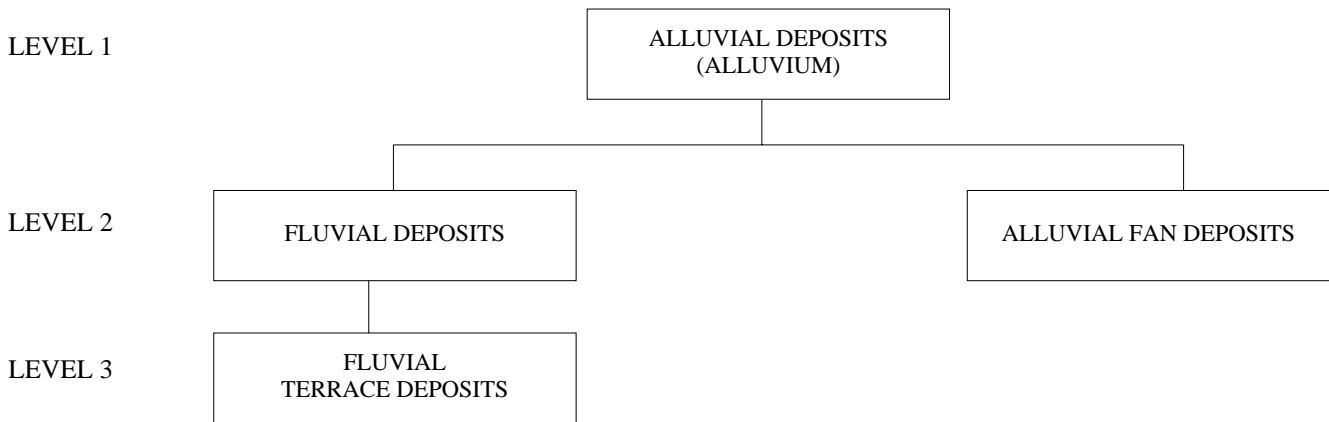 LEVEL 1
ALLUVIAL DEPOSITS
(ALLUVIUM)
LEVEL 2
FLUVIAL DEPOSITS
ALLUVIAL FAN DEPOSITS
LEVEL 3
FLUVIAL
TERRACE DEPOSITS